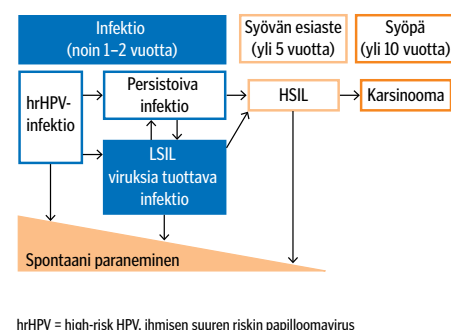 Infektio
(noin 1–2 vuotta)
Syövän esiaste
(yli 5 vuotta)
Syöpä
(yli 10 vuotta)
hrHPV-
infektio
Persistoiva
infektio
HSIL
Karsinooma
LSIL
viruksia tuottava
infektio
Spontaani paraneminen
hrHPV = high-risk HPV, ihmisen suuren riskin papilloomavirus